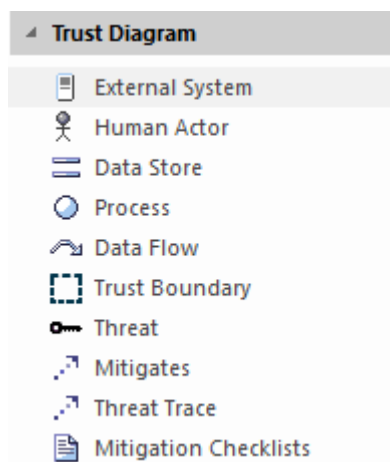 Trust Diagram
External System
Human Actor
Data Store
Process
Data Flow
Trust Boundary
Threat
Mitigates
Threat Trace
Mitigation Checklists